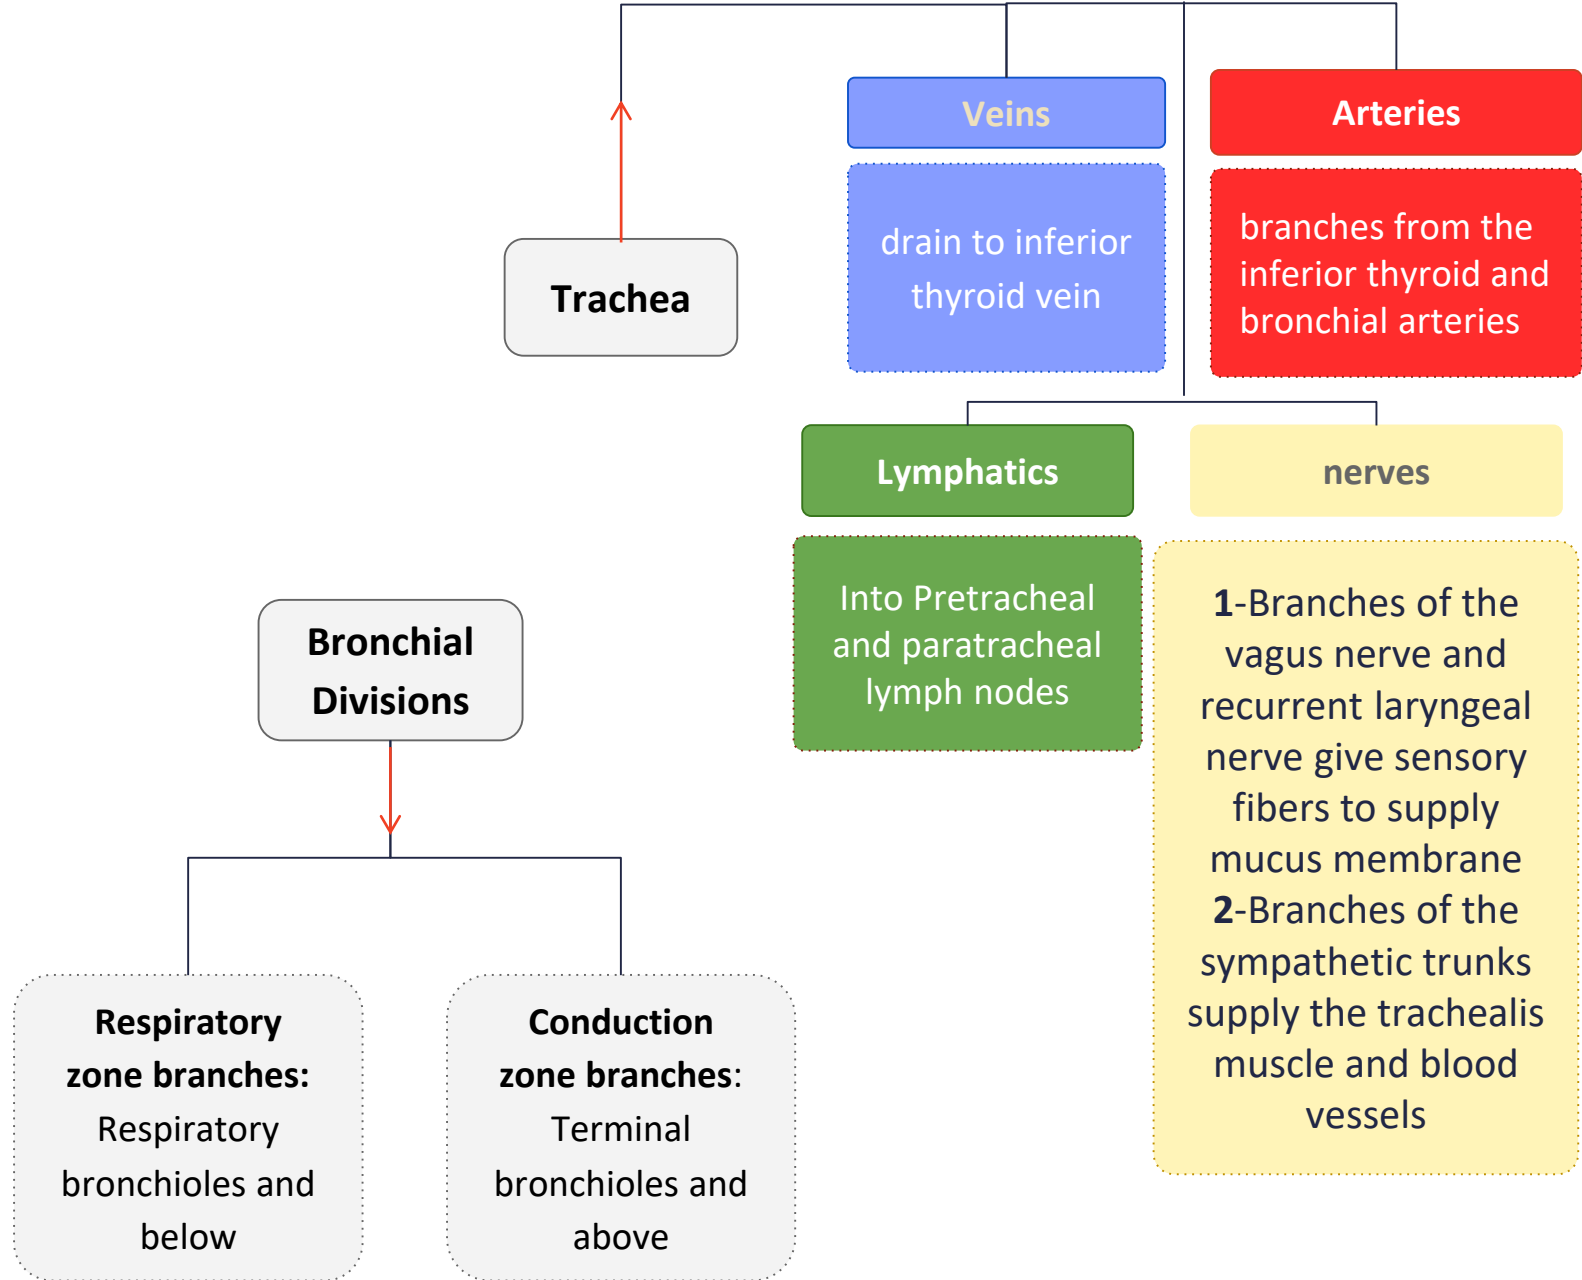 Veins
drain to inferior
thyroid vein
Arteries
branches from the
inferior thyroid and
bronchial arteries
Trachea
Lymphatics
Into Pretracheal
and paratracheal
lymph nodes
nerves
1-Branches of the
vagus nerve and
recurrent laryngeal
nerve give sensory
fibers to supply
mucus membrane
2-Branches of the
sympathetic trunks
supply the trachealis
muscle and blood
vessels
Bronchial
Divisions
Respiratory
zone branches:
Respiratory
bronchioles and
below
Conduction
zone branches:
Terminal
bronchioles and
above